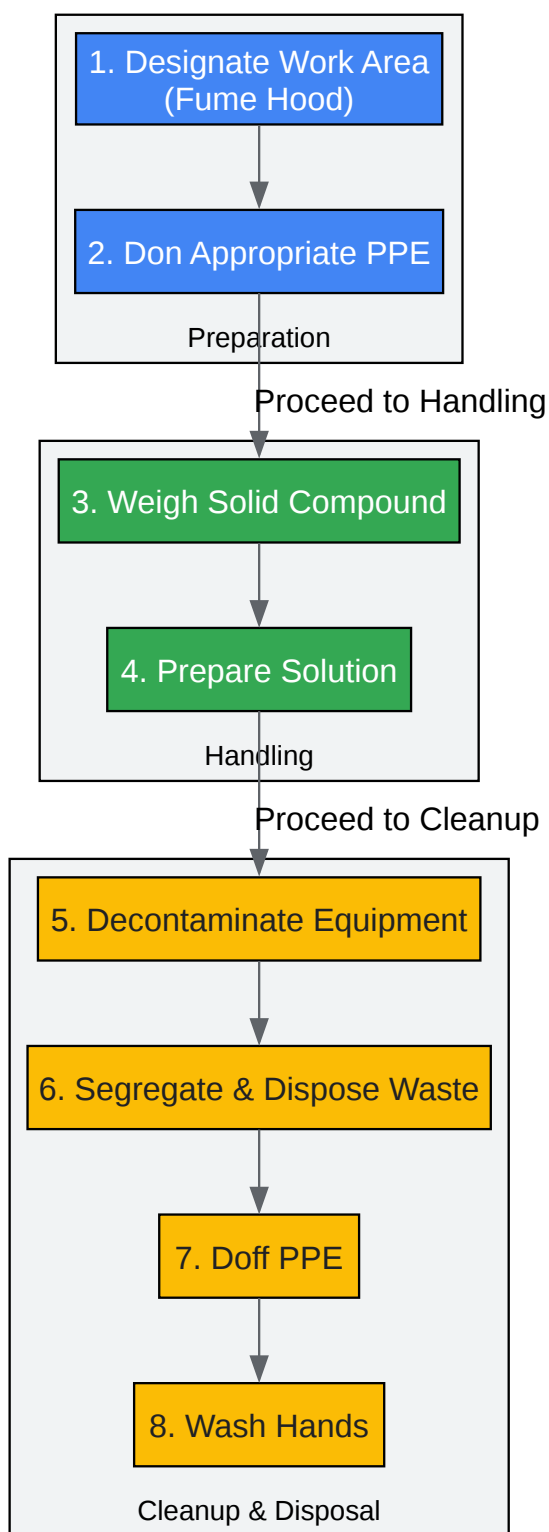 1. Designate Work Area
(Fume Hood)
2. Don Appropriate PPE
Preparation
Proceed to Handling
3. Weigh Solid Compound
4. Prepare Solution
Handling
Proceed to Cleanup
5. Decontaminate Equipment
6. Segregate & Dispose Waste
7. Doff PPE
8. Wash Hands
Cleanup & Disposal